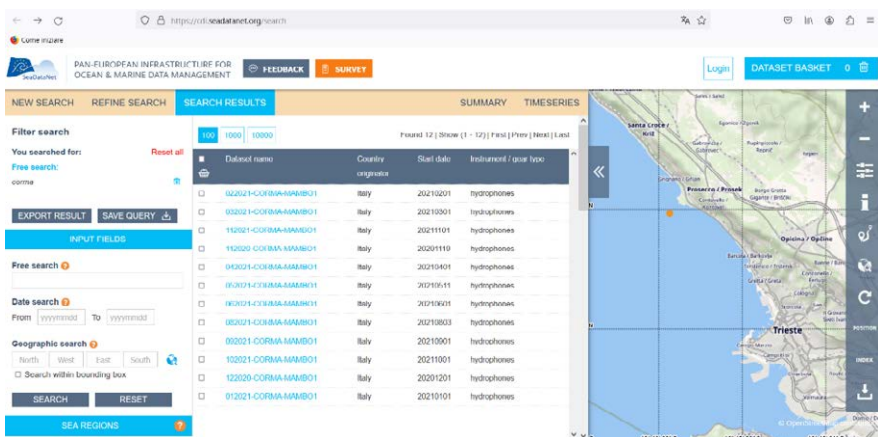 https://cdi.seadatanet.org/search
Come iniziare
SeaDataNet
PAN-EUROPEAN INFRASTRUCTURE FOR
OCEAN & MARINE DATA MANAGEMENT
FEEDBACK
SURVEY
Login
DATASET BASKET 0
NEW SEARCH REFINE SEARCH SEARCH RESULTS SUMMARY TIMESERIES
Filter search
You searched for: Reset all
Free search:
corma
EXPORT RESULT SAVE QUERY
INPUT FIELDS
Free search
Date search
From yyyymmdd To yyyymmdd
Geographic search
North West East South
Search within bounding box
SEARCH RESET
SEA REGIONS
100 1000 10000 Found 12 | Show (1 - 12) | First | Prev | Next | Last
Dataset name Country originator Start date Instrument / gear type
022021-CORMA-MAMBO1 Italy 20210201 hydrophones
032021-CORMA-MAMBO1 Italy 20210301 hydrophones
112021-CORMA-MAMBO1 Italy 20211101 hydrophones
112020-CORMA-MAMBO1 Italy 20201110 hydrophones
042021-CORMA-MAMBO1 Italy 20210401 hydrophones
052021-CORMA-MAMBO1 Italy 20210511 hydrophones
062021-CORMA-MAMBO1 Italy 20210601 hydrophones
082021-CORMA-MAMBO1 Italy 20210803 hydrophones
092021-CORMA-MAMBO1 Italy 20210901 hydrophones
102021-CORMA-MAMBO1 Italy 20211001 hydrophones
122020-CORMA-MAMBO1 Italy 20201201 hydrophones
012021-CORMA-MAMBO1 Italy 20210101 hydrophones
Santa Croce /
Križ
Prosecco / Prosek
Borgo Grotta
Opicina / Opčine
Trieste
POSITION
INDEX